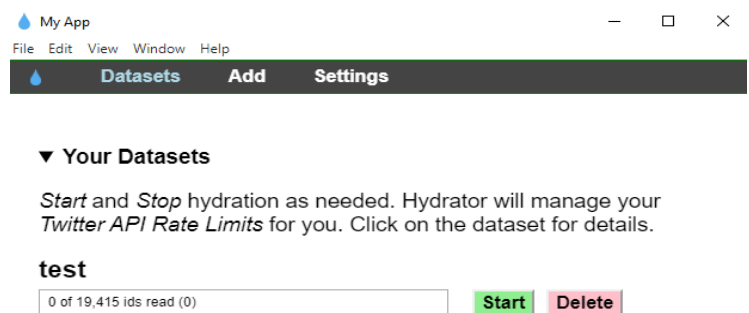 My App
File Edit View Window Help
Datasets Add Settings
▼ Your Datasets
Start and Stop hydration as needed. Hydrator will manage your
Twitter API Rate Limits for you. Click on the dataset for details.
test
0 of 19,415 ids read (0) Start Delete